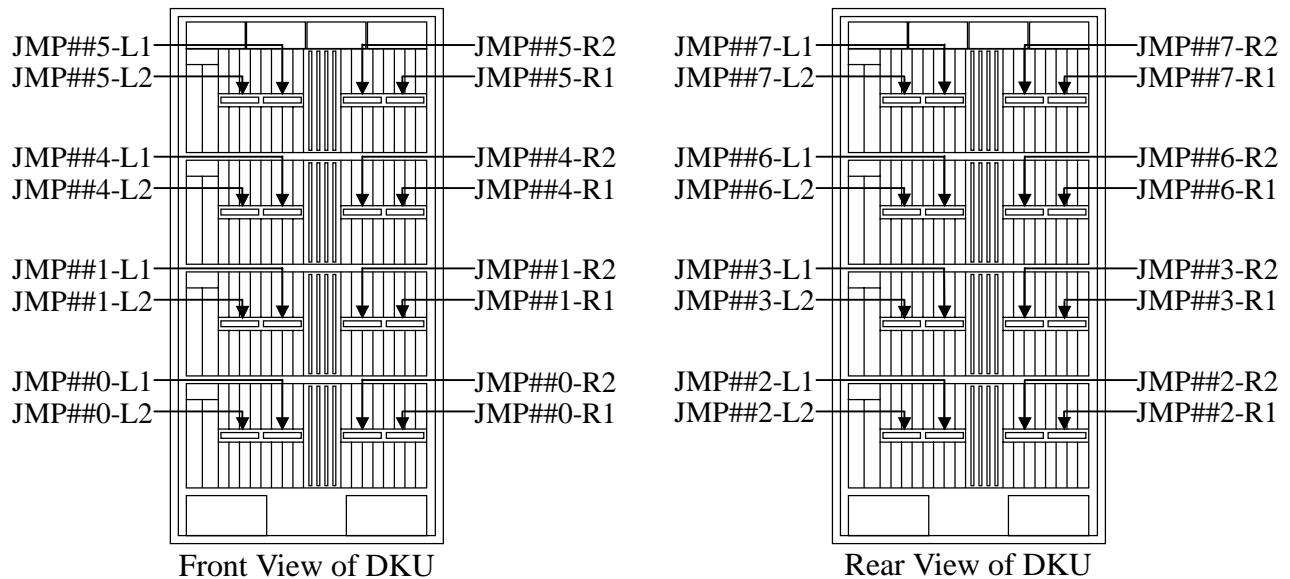 JMP##5-L1
JMP##5-L2
JMP##5-R2
JMP##5-R1
JMP##4-L1
JMP##4-L2
JMP##4-R2
JMP##4-R1
JMP##1-L1
JMP##1-L2
JMP##1-R2
JMP##1-R1
JMP##0-L1
JMP##0-L2
JMP##0-R2
JMP##0-R1
Front View of DKU
JMP##7-L1
JMP##7-L2
JMP##7-R2
JMP##7-R1
JMP##6-L1
JMP##6-L2
JMP##6-R2
JMP##6-R1
JMP##3-L1
JMP##3-L2
JMP##3-R2
JMP##3-R1
JMP##2-L1
JMP##2-L2
JMP##2-R2
JMP##2-R1
Rear View of DKU